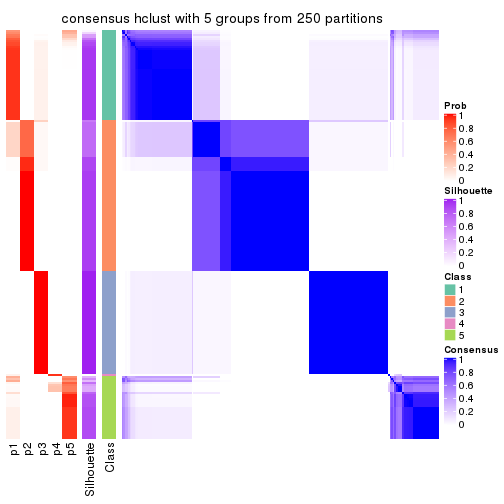 consensus hclust with 5 groups from 250 partitions
Prob
1
0.8
0.6
0.4
0.2
0
Silhouette
1
0.8
0.6
0.4
0.2
0
Class
1
2
3
4
5
Consensus
1
0.8
0.6
0.4
0.2
0
p1
p2
p3
p4
p5
Silhouette
Class